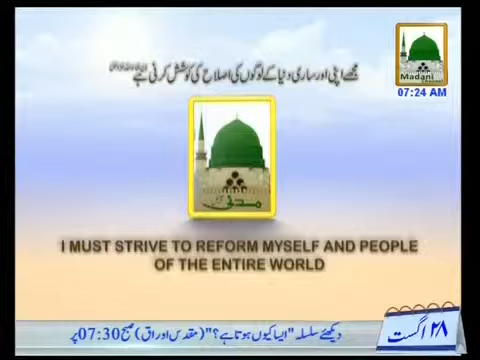 مجھے اپنی اور ساری دنیا کے لوگوں کی اصلاح کی کوشش کرنی ہے
Madani
07:24 AM
مدنی
I MUST STRIVE TO REFORM MYSELF AND PEOPLE
OF THE ENTIRE WORLD
۲۸ اگست
دیکھئے سلسلہ "ایسا کیوں ہوتا ہے؟" (مقدس اوراق) صبح 07:30 پر